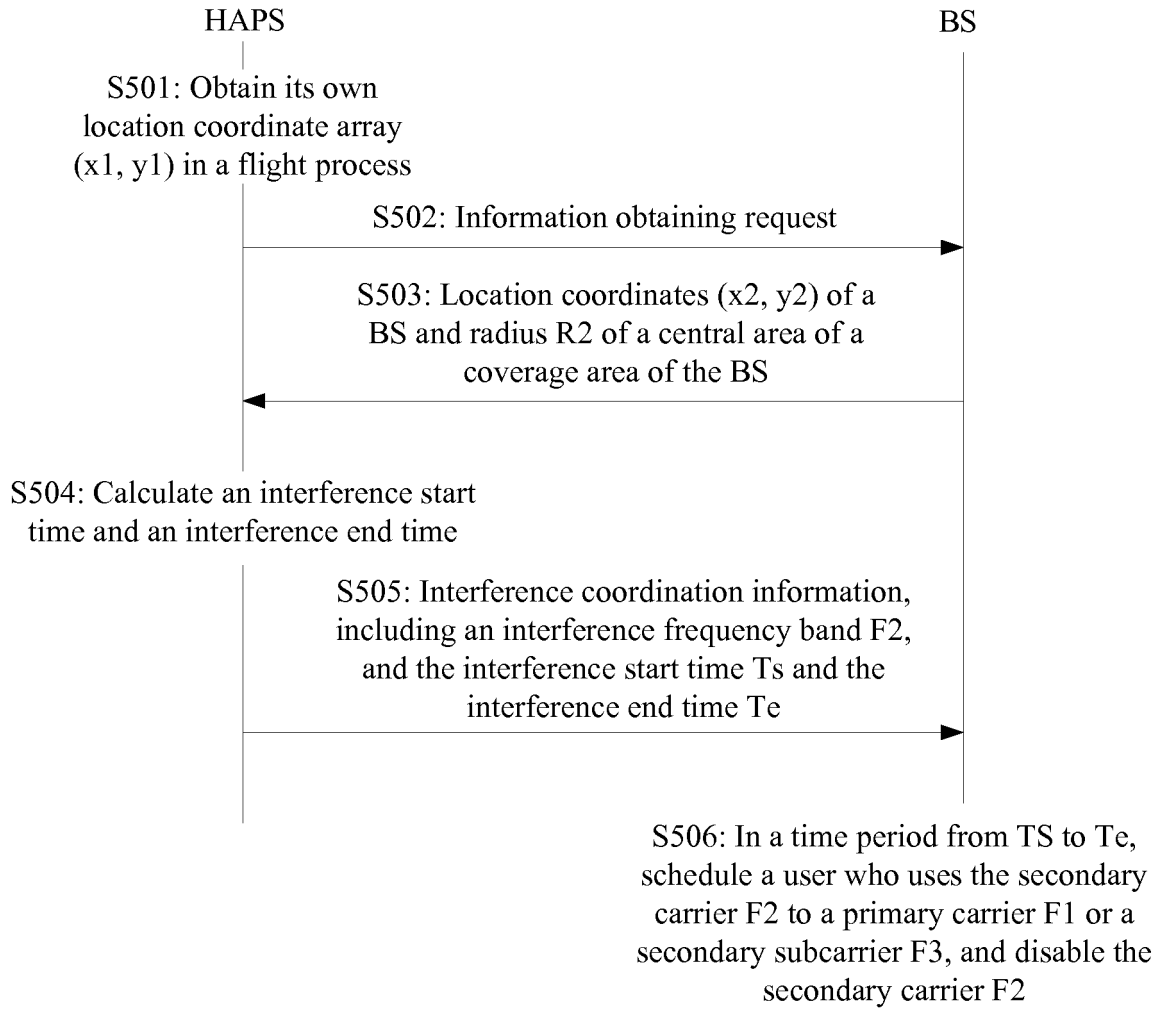 HAPS
BS
S501: Obtain its own
location coordinate array
(x1, y1) in a flight process
S502: Information obtaining request
S503: Location coordinates (x2, y2) of a
BS and radius R2 of a central area of a
coverage area of the BS
S504: Calculate an interference start
time and an interference end time
S505: Interference coordination information,
including an interference frequency band F2,
and the interference start time Ts and the
interference end time Te
S506: In a time period from TS to Te,
schedule a user who uses the secondary
carrier F2 to a primary carrier F1 or a
secondary subcarrier F3, and disable the
secondary carrier F2